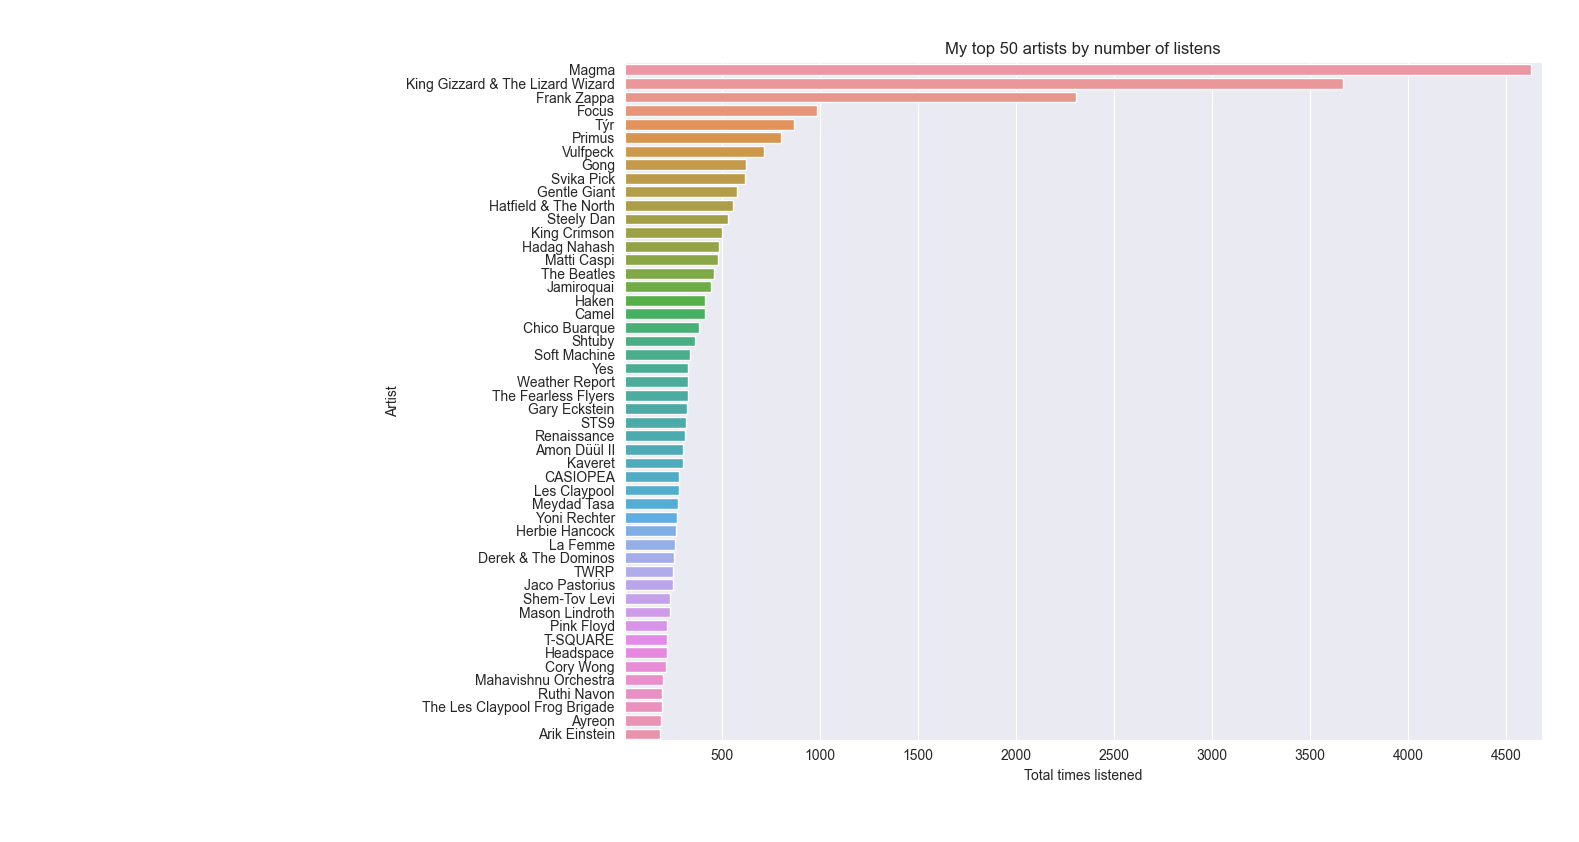 My top 50 artists by number of listens
Magma
King Gizzard & The Lizard Wizard
Frank Zappa
Focus
Týr
Primus
Vulfpeck
Gong
Svika Pick
Gentle Giant
Hatfield & The North
Steely Dan
King Crimson
Hadag Nahash
Matti Caspi
The Beatles
Jamiroquai
Haken
Camel
Chico Buarque
Shtuby
Soft Machine
Yes
Weather Report
The Fearless Flyers
Gary Eckstein
STS9
Renaissance
Amon Düül II
Kaveret
CASIOPEA
Les Claypool
Meydad Tasa
Yoni Rechter
Herbie Hancock
La Femme
Derek & The Dominos
TWRP
Jaco Pastorius
Shem-Tov Levi
Mason Lindroth
Pink Floyd
T-SQUARE
Headspace
Cory Wong
Mahavishnu Orchestra
Ruthi Navon
The Les Claypool Frog Brigade
Ayreon
Arik Einstein
Artist
500 1000 1500 2000 2500 3000 3500 4000 4500
Total times listened